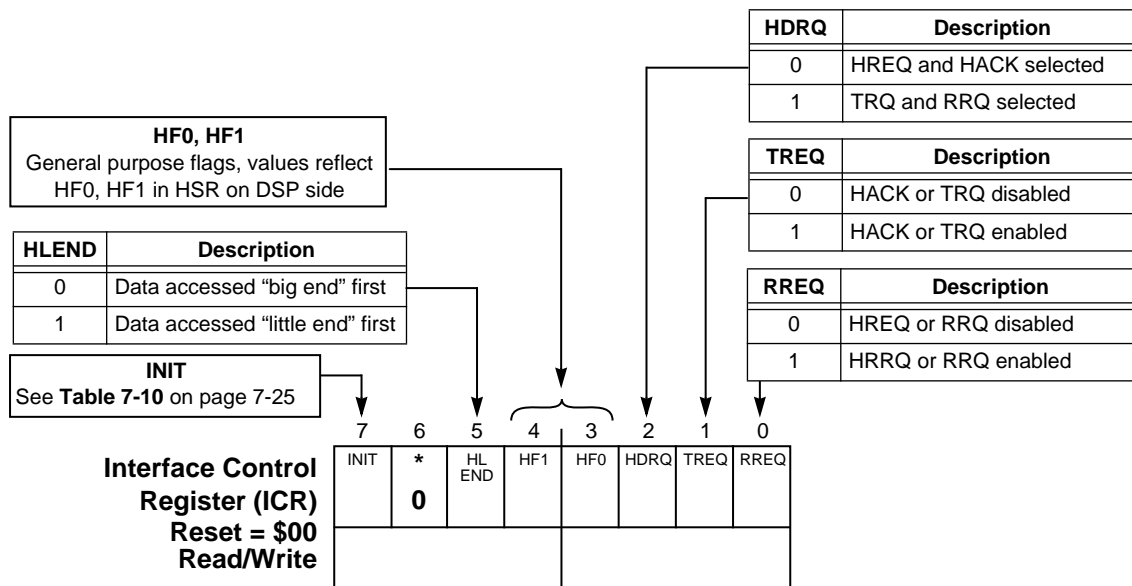 HDRQ Description
0 HREQ and HACK selected
1 TRQ and RRQ selected
HF0, HF1
General purpose flags, values reflect
HF0, HF1 in HSR on DSP side
TREQ Description
0 HACK or TRQ disabled
1 HACK or TRQ enabled
HLEND Description
0 Data accessed “big end” first
1 Data accessed “little end” first
RREQ Description
0 HREQ or RRQ disabled
1 HRRQ or RRQ enabled
INIT
See Table 7-10 on page 7-25
7 6 5 4 3 2 1 0
INIT * HL END HF1 HF0 HDRQ TREQ RREQ
0
Interface Control
Register (ICR)
Reset = $00
Read/Write